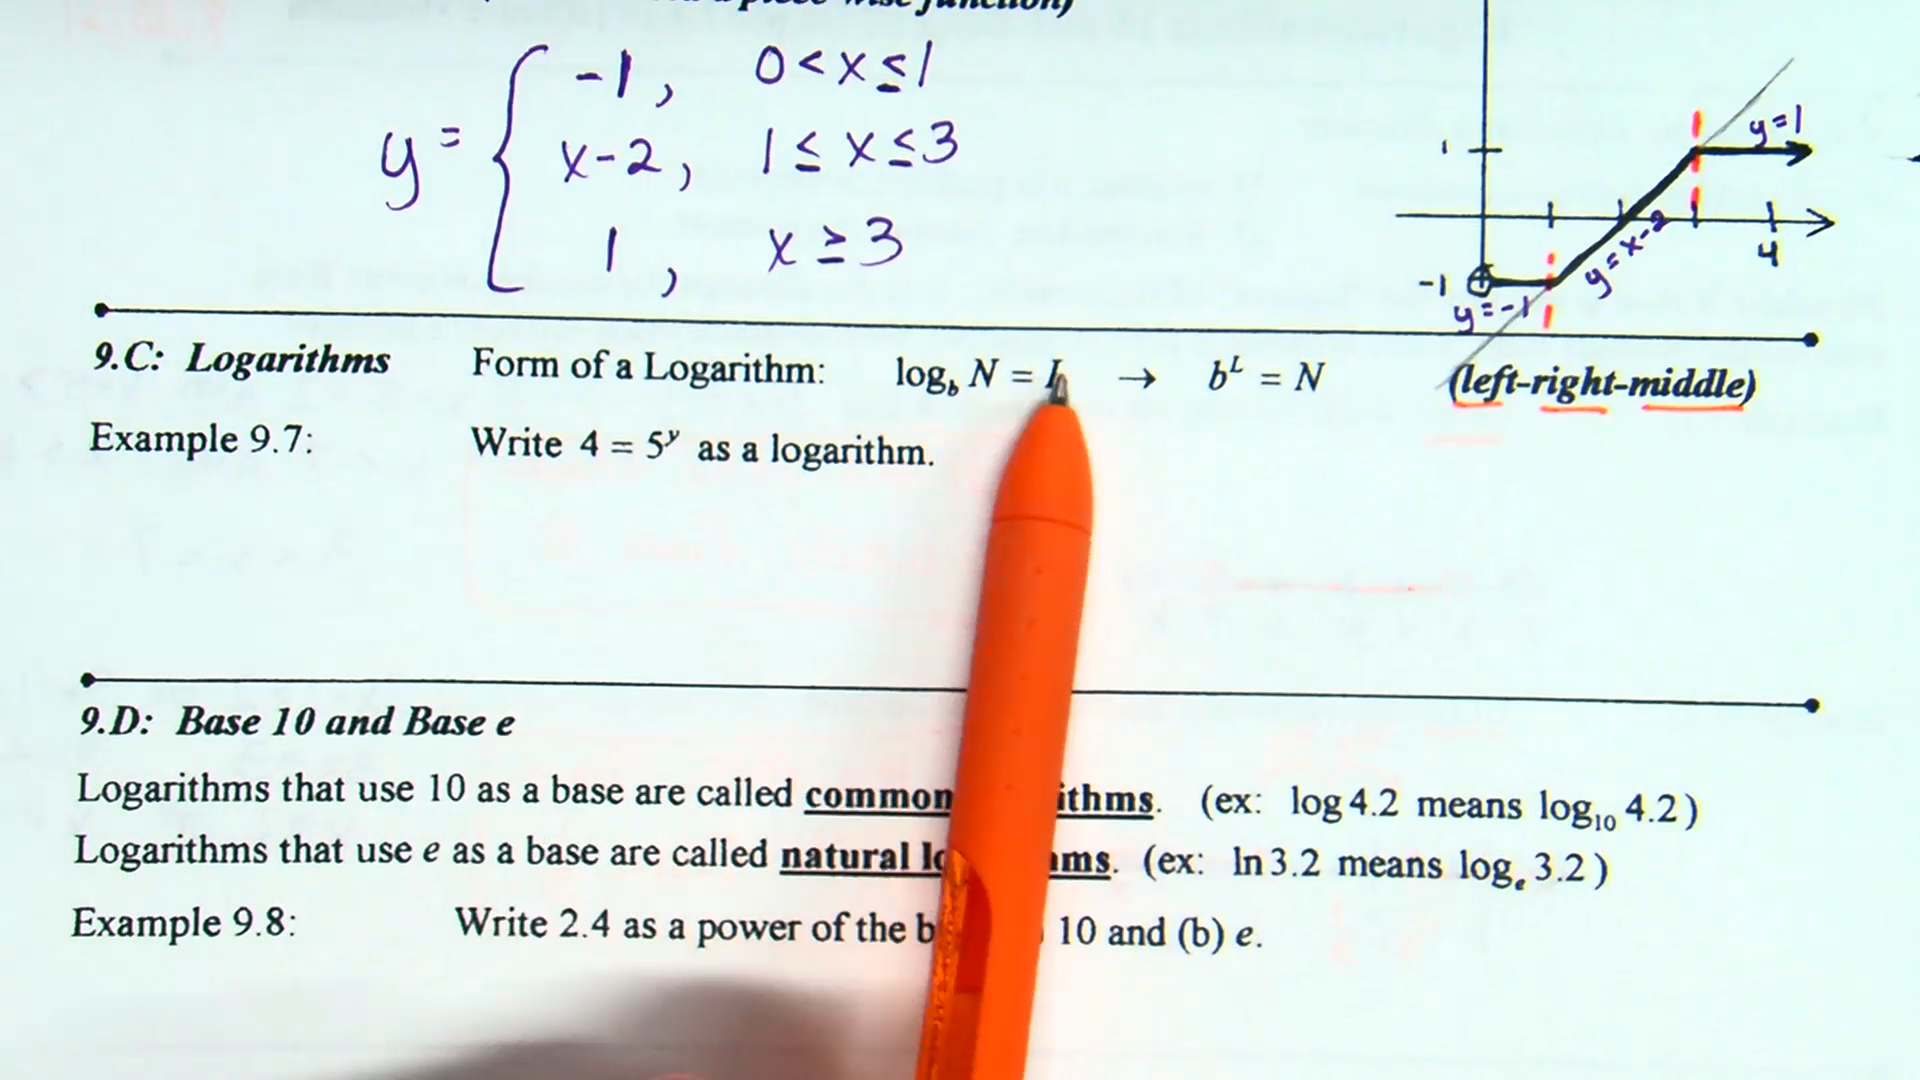 function)
y = { -1, 0 < x ≤ 1
x-2, 1 ≤ x ≤ 3
1, x ≥ 3
1
y=1
4
y=x-2
-1
y=-1
9.C: Logarithms Form of a Logarithm: log_b N = L → b^L = N (left-right-middle)
Example 9.7: Write 4 = 5^y as a logarithm.
9.D: Base 10 and Base e
Logarithms that use 10 as a base are called common ithms. (ex: log 4.2 means log_10 4.2)
Logarithms that use e as a base are called natural lo ms. (ex: ln 3.2 means log_e 3.2)
Example 9.8: Write 2.4 as a power of the b 10 and (b) e.